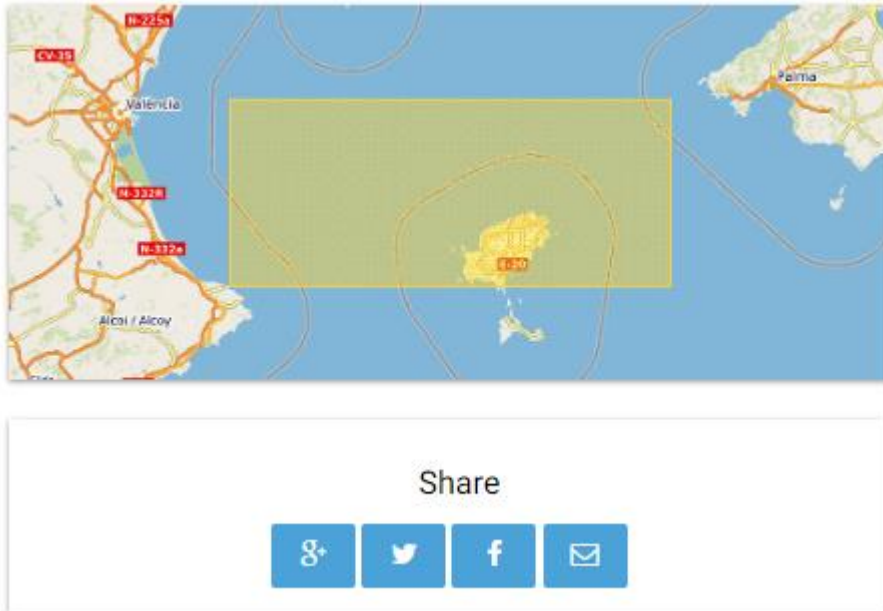 N-225a
CV-35
València
Palma
N-332R
N-332a
E-20
Alcoi / Alcoy
Share
g+
f